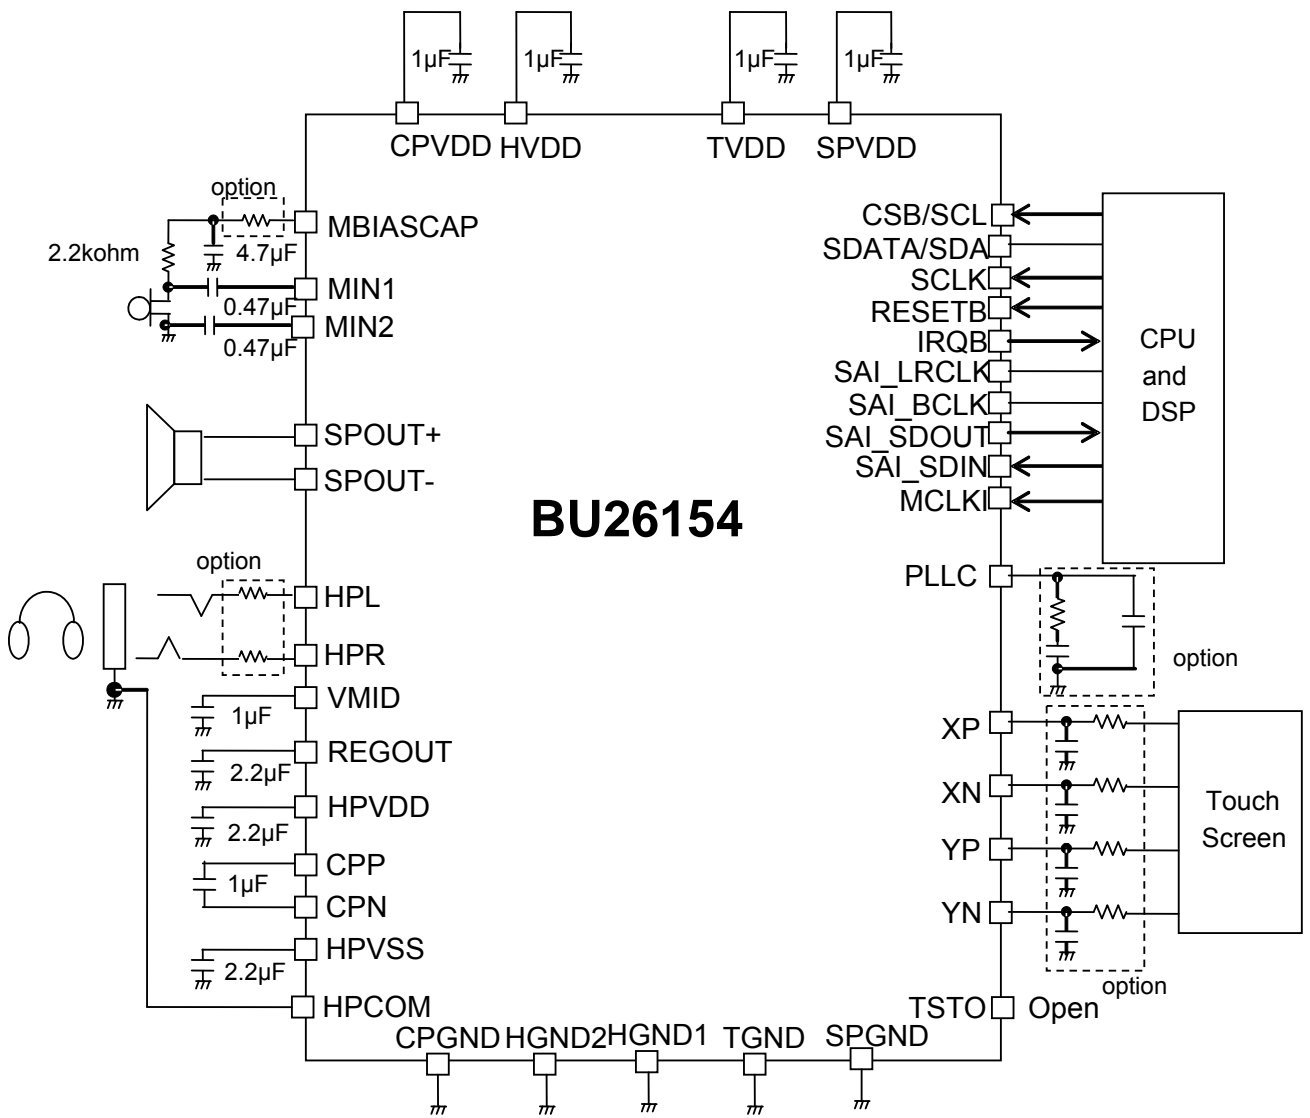 1µF
1µF
1µF
1µF
CPVDD
HVDD
TVDD
SPVDD
option
MBIASCAP
2.2kohm
4.7µF
MIN1
0.47µF
MIN2
0.47µF
SPOUT+
SPOUT-
BU26154
option
HPL
HPR
VMID
1µF
REGOUT
2.2µF
HPVDD
2.2µF
CPP
1µF
CPN
HPVSS
2.2µF
HPCOM
CSB/SCL
SDATA/SDA
SCLK
RESETB
IRQB
SAI_LRCLK
SAI_BCLK
SAI_SDOUT
SAI_SDIN
MCLKI
CPU
and
DSP
PLLC
option
XP
XN
YP
YN
Touch
Screen
option
TSTO
Open
CPGND
HGND2
HGND1
TGND
SPGND